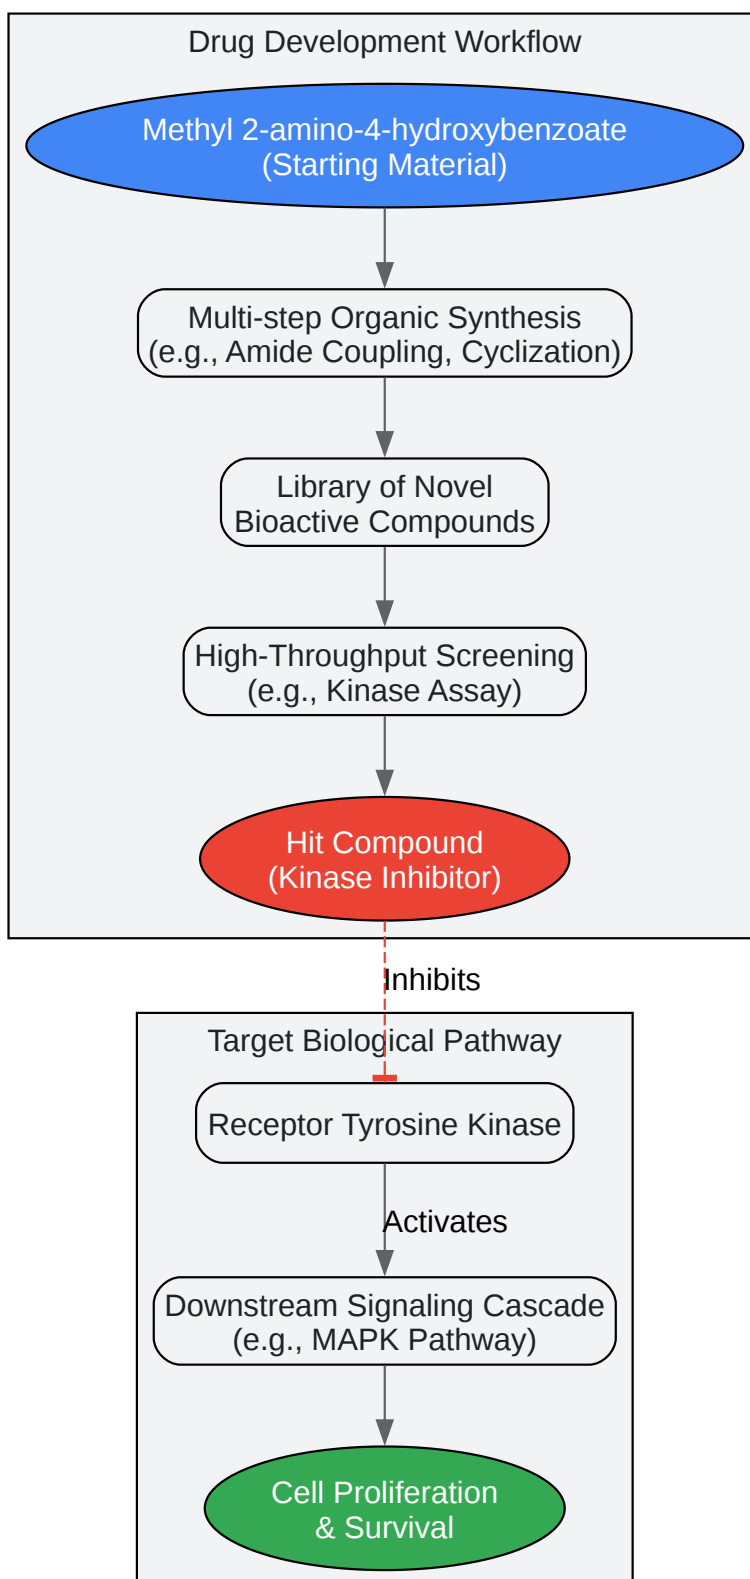 Drug Development Workflow
Methyl 2-amino-4-hydroxybenzoate
(Starting Material)
Multi-step Organic Synthesis
(e.g., Amide Coupling, Cyclization)
Library of Novel
Bioactive Compounds
High-Throughput Screening
(e.g., Kinase Assay)
Hit Compound
(Kinase Inhibitor)
Inhibits
Target Biological Pathway
Receptor Tyrosine Kinase
Activates
Downstream Signaling Cascade
(e.g., MAPK Pathway)
Cell Proliferation
& Survival